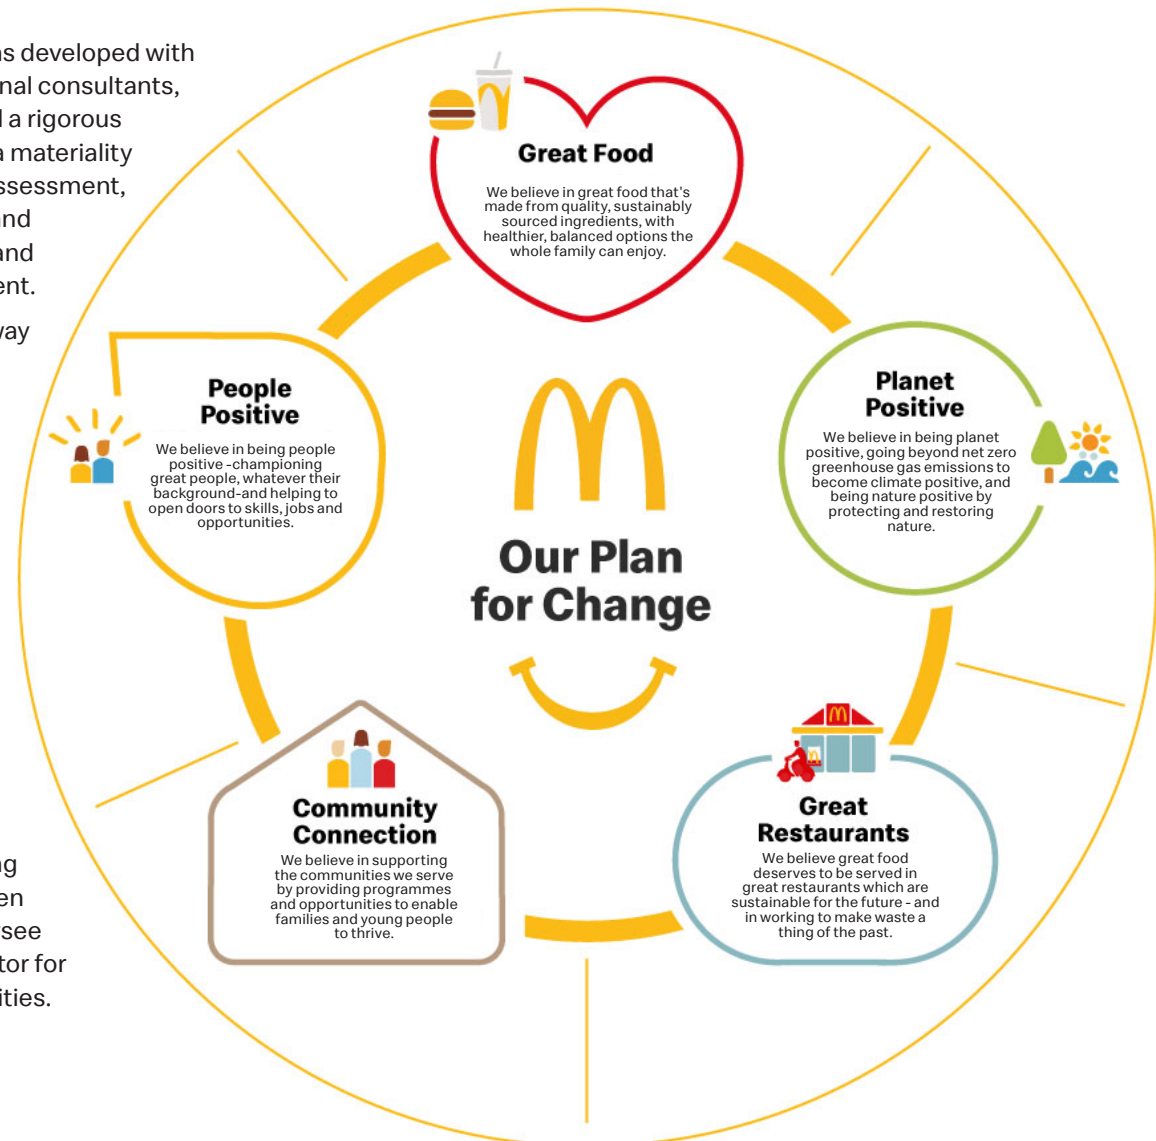 s developed with
nal consultants,
a rigorous
a materiality
ssessment,
and
and
ent.
way
Great Food
We believe in great food that's
made from quality, sustainably
sourced ingredients, with
healthier, balanced options the
whole family can enjoy.
People
Positive
We believe in being people
positive -championing
great people, whatever their
background-and helping to
open doors to skills, jobs and
opportunities.
Planet
Positive
We believe in being planet
positive, going beyond net zero
greenhouse gas emissions to
become climate positive, and
being nature positive by
protecting and restoring
nature.
Our Plan
for Change
Community
Connection
We believe in supporting
the communities we serve
by providing programmes
and opportunities to enable
families and young people
to thrive.
Great
Restaurants
We believe great food
deserves to be served in
great restaurants which are
sustainable for the future - and
in working to make waste a
thing of the past.
ng
en
see
tor for
ities.